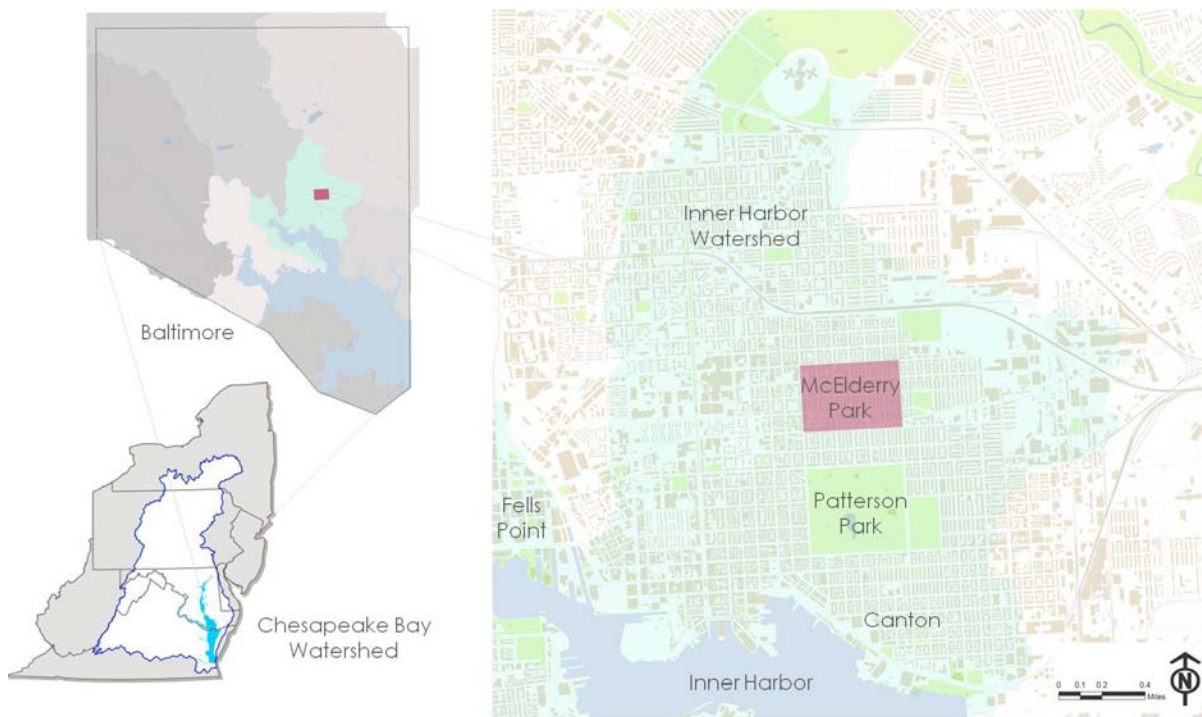 Baltimore
Chesapeake Bay
Watershed
Inner Harbor
Watershed
McElderry
Park
Patterson
Park
Fells
Point
Canton
Inner Harbor
0 0.1 0.2 0.4
Miles
N